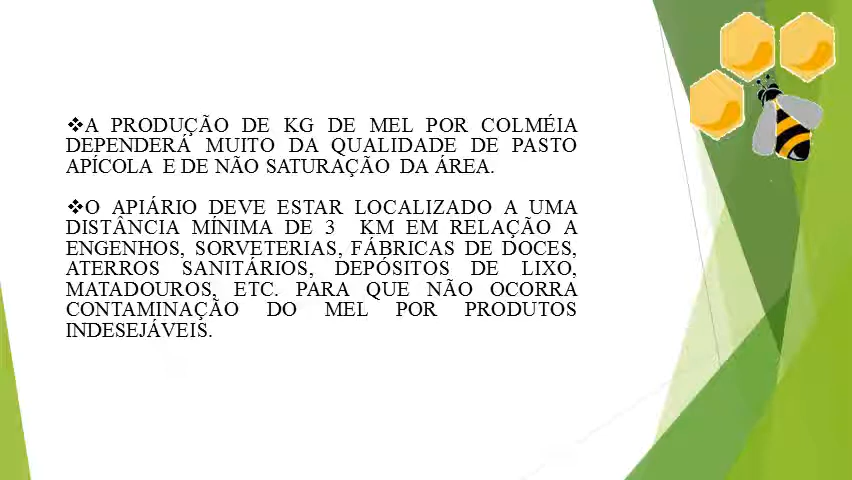 ❖A PRODUÇÃO DE KG DE MEL POR COLMÉIA
DEPENDERÁ MUITO DA QUALIDADE DE PASTO
APÍCOLA E DE NÃO SATURAÇÃO DA ÁREA.
❖O APIÁRIO DEVE ESTAR LOCALIZADO A UMA
DISTÂNCIA MÍNIMA DE 3 KM EM RELAÇÃO A
ENGENHOS, SORVETERIAS, FÁBRICAS DE DOCES,
ATERROS SANITÁRIOS, DEPÓSITOS DE LIXO,
MATADOUROS, ETC. PARA QUE NÃO OCORRA
CONTAMINAÇÃO DO MEL POR PRODUTOS
INDESEJÁVEIS.